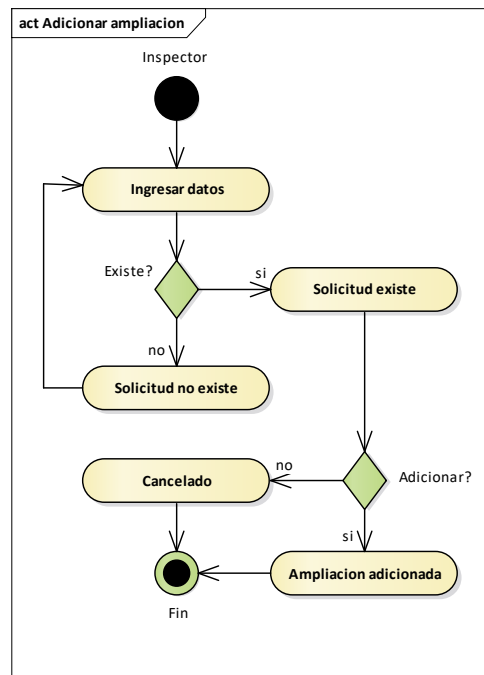 act Adicionar ampliacion
Inspector
Ingresar datos
Existe?
si
Solicitud existe
no
Solicitud no existe
Adicionar?
no
Cancelado
si
Ampliacion adicionada
Fin